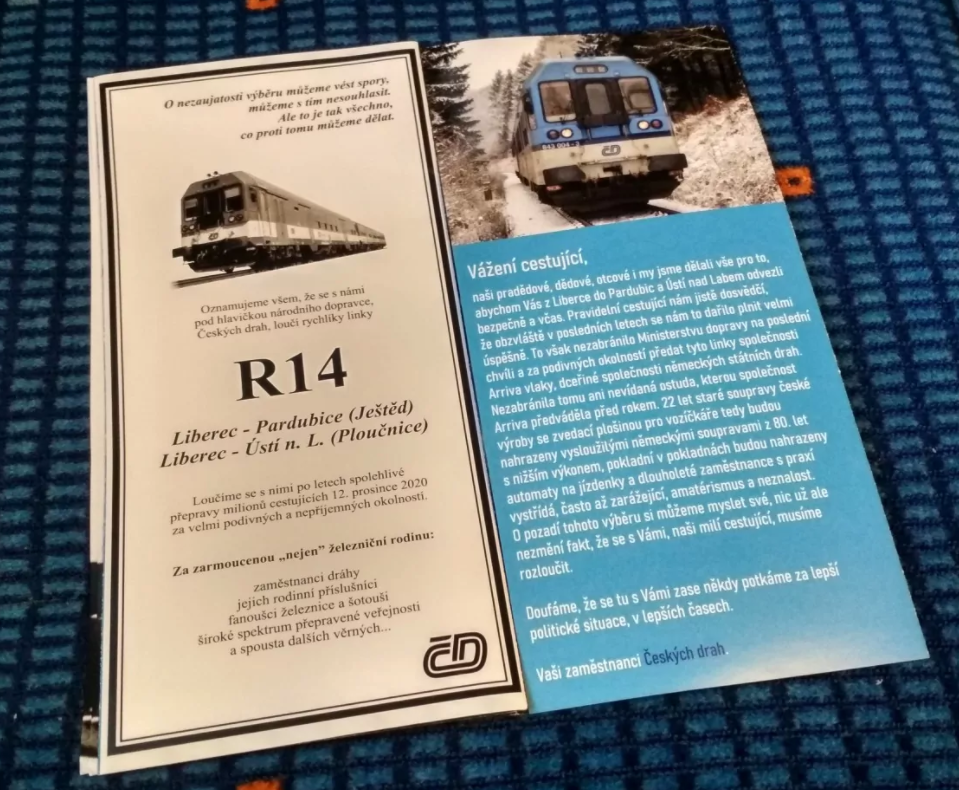 O nezaujatosti výběru můžeme vést spory,
můžeme s tím nesouhlasit.
Ale to je tak všechno,
co proti tomu můžeme dělat.
Oznamujeme všem, že se s námi
pod hlavičkou národního dopravce,
Českých drah, loučí rychlíky linky
R14
Liberec - Pardubice (Ještěd)
Liberec - Ústí n. L. (Ploučnice)
Loučíme se s nimi po letech spolehlivé
přepravy milionů cestujících 12. prosince 2020
za velmi podivných a nepříjemných okolností.
Za zarmoucenou „nejen” železniční rodinu:
zaměstnanci dráhy
jejich rodinní příslušníci
fanoušci železnice a šotouši
široké spektrum přepravené veřejnosti
a spousta dalších věrných...
ČD
843 004-2
ČD
Vážení cestující,
naši pradědové, dědové, otcové i my jsme dělali vše pro to,
abychom Vás z Liberce do Pardubic a Ústí nad Labem odvezli
bezpečně a včas. Pravidelní cestující nám jistě dosvědčí,
že obzvláště v posledních letech se nám to dařilo plnit velmi
úspěšně. To však nezabránilo Ministerstvu dopravy na poslední
chvíli a za podivných okolností předat tyto linky společnosti
Arriva vlaky, dceřiné společnosti německých státních drah.
Nezabránila tomu ani nevídaná ostuda, kterou společnost
Arriva předváděla před rokem. 22 let staré soupravy české
výroby se zvedací plošinou pro vozíčkáře tedy budou
nahrazeny vysloužilými německými soupravami z 80. let
s nižším výkonem, pokladní v pokladnách budou nahrazeny
automaty na jízdenky a dlouholeté zaměstnance s praxí
vystřídá, často až zarážející, amatérismus a neznalost.
O pozadí tohoto výběru si můžeme myslet své, nic už ale
nezmění fakt, že se s Vámi, naši milí cestující, musíme
rozloučit.
Doufáme, že se tu s Vámi zase někdy potkáme za lepší
politické situace, v lepších časech.
Vaši zaměstnanci Českých drah.